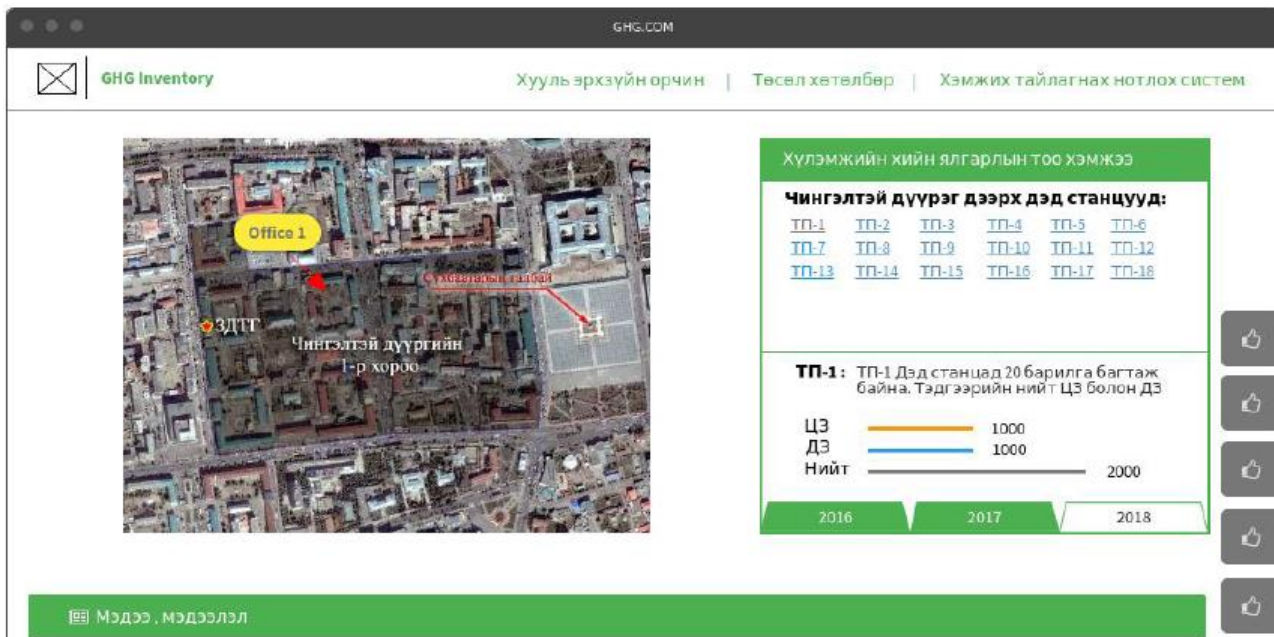 GHG.COM
GHG Inventory
Хууль эрхзүйн орчин | Төсөл хөтөлбөр | Хэмжих тайлагнах нотлох систем
Office 1
Сүхбаатарын талбай
ЗДТГ
Чингэлтэй дүүргийн
1-р хороо
Хүлэмжийн хийн ялгарлын тоо хэмжээ
Чингэлтэй дүүрэг дээрх дэд станцууд:
ТП-1 ТП-2 ТП-3 ТП-4 ТП-5 ТП-6
ТП-7 ТП-8 ТП-9 ТП-10 ТП-11 ТП-12
ТП-13 ТП-14 ТП-15 ТП-16 ТП-17 ТП-18
ТП-1: ТП-1 Дэд станцад 20 барилга багтаж
байна. Тэдгээрийн нийт ЦЗ болон ДЗ
ЦЗ 1000
ДЗ 1000
Нийт 2000
2016 2017 2018
Мэдээ , мэдээлэл